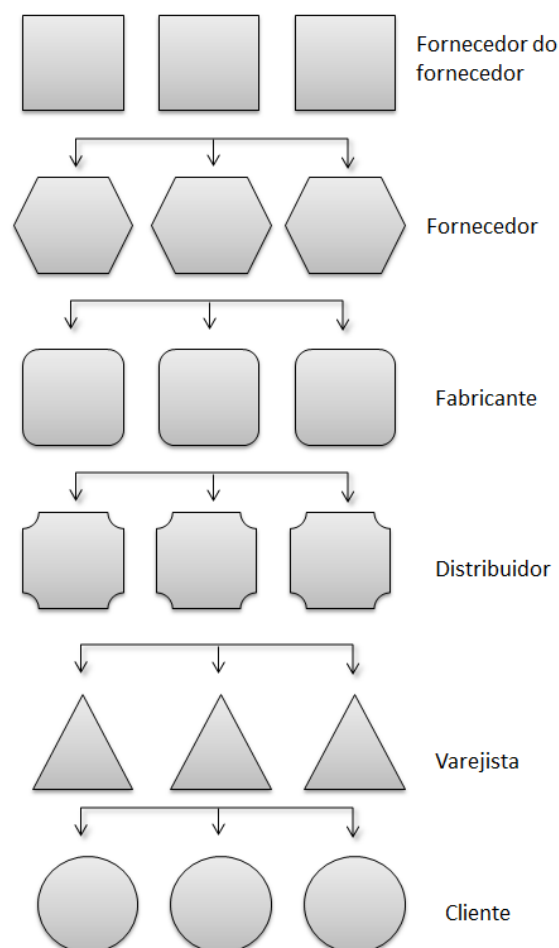 Fornecedor do
fornecedor
Fornecedor
Fabricante
Distribuidor
Varejista
Cliente